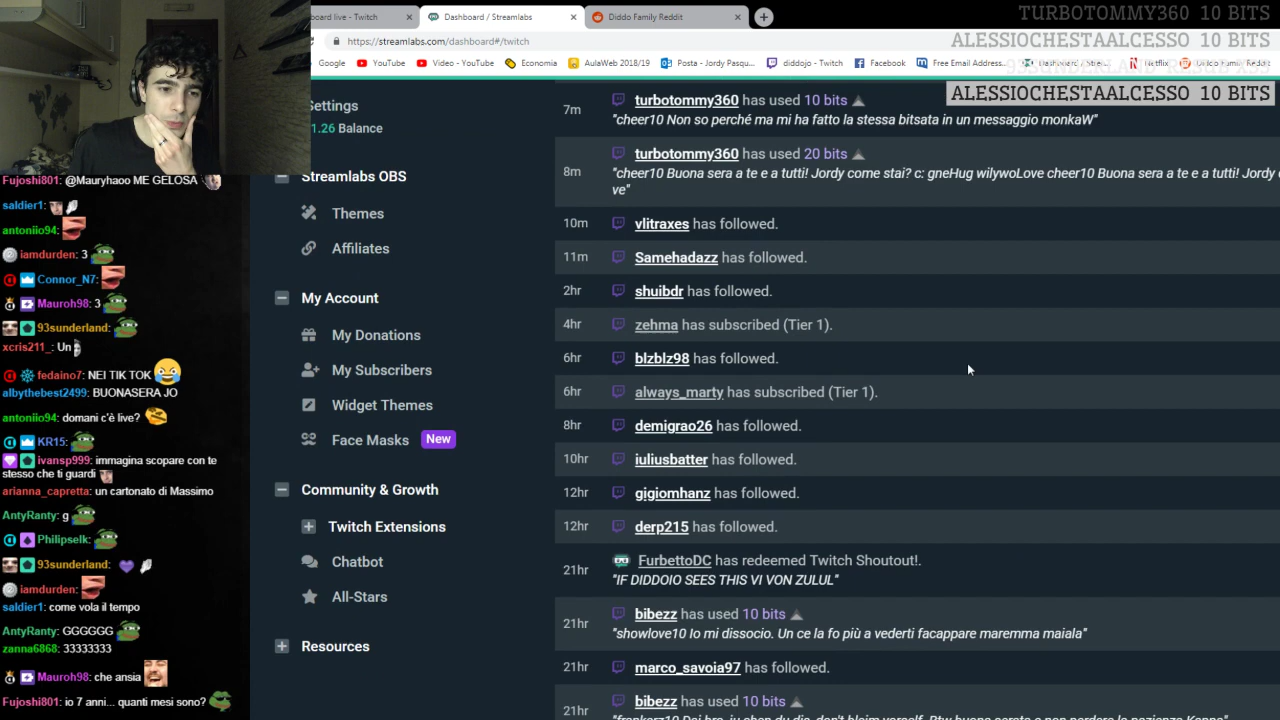 board live - Twitch
Dashboard / Streamlabs
Diddo Family Reddit
https://streamlabs.com/dashboard#/twitch
Google YouTube Video - YouTube Economia AulaWeb 2018/19 Posta - Jordy Pasqu... diddojo - Twitch Facebook Free Email Address...
TURBOTOMMY360 10 BITS
ALESSIOCHESTAALCESSO 10 BITS
ALESSIOCHESTAALCESSO 10 BITS
Fujoshi801: @Mauryhaoo ME GELOSA
saldier1:
antoniio94:
iamdurden: 3
Connor_N7:
Mauroh98: 3
93sunderland:
xcris211_: Un
fedaino7: NEI TIK TOK
albythebest2499: BUONASERA JO
antoniio94: domani c'è live?
KR15:
ivansp999: immagina scopare con te
stesso che ti guardi
arianna_capretta: un cartonato di Massimo
AntyRanty: g
Philipselk:
93sunderland:
iamdurden:
saldier1: come vola il tempo
AntyRanty: GGGGGG
zanna6868: 33333333
Mauroh98: che ansia
Fujoshi801: io 7 anni... quanti mesi sono?
Settings
1.26 Balance
Streamlabs OBS
Themes
Affiliates
My Account
My Donations
My Subscribers
Widget Themes
Face Masks New
Community & Growth
Twitch Extensions
Chatbot
All-Stars
Resources
7m turbotommy360 has used 10 bits
"cheer10 Non so perché ma mi ha fatto la stessa bitsata in un messaggio monkaW"
8m turbotommy360 has used 20 bits
"cheer10 Buona sera a te e a tutti! Jordy come stai? c: gneHug wilywoLove cheer10 Buona sera a te e a tutti! Jordy co
ve"
10m vlitraxes has followed.
11m Samehadazz has followed.
2hr shuibdr has followed.
4hr zehma has subscribed (Tier 1).
6hr blzblz98 has followed.
6hr always_marty has subscribed (Tier 1).
8hr demigrao26 has followed.
10hr iuliusbatter has followed.
12hr gigiomhanz has followed.
12hr derp215 has followed.
21hr FurbettoDC has redeemed Twitch Shoutout!.
"IF DIDDOIO SEES THIS VI VON ZULUL"
21hr bibezz has used 10 bits
"showlove10 Io mi dissocio. Un ce la fo più a vederti facappare maremma maiala"
21hr marco_savoia97 has followed.
21hr bibezz has used 10 bits